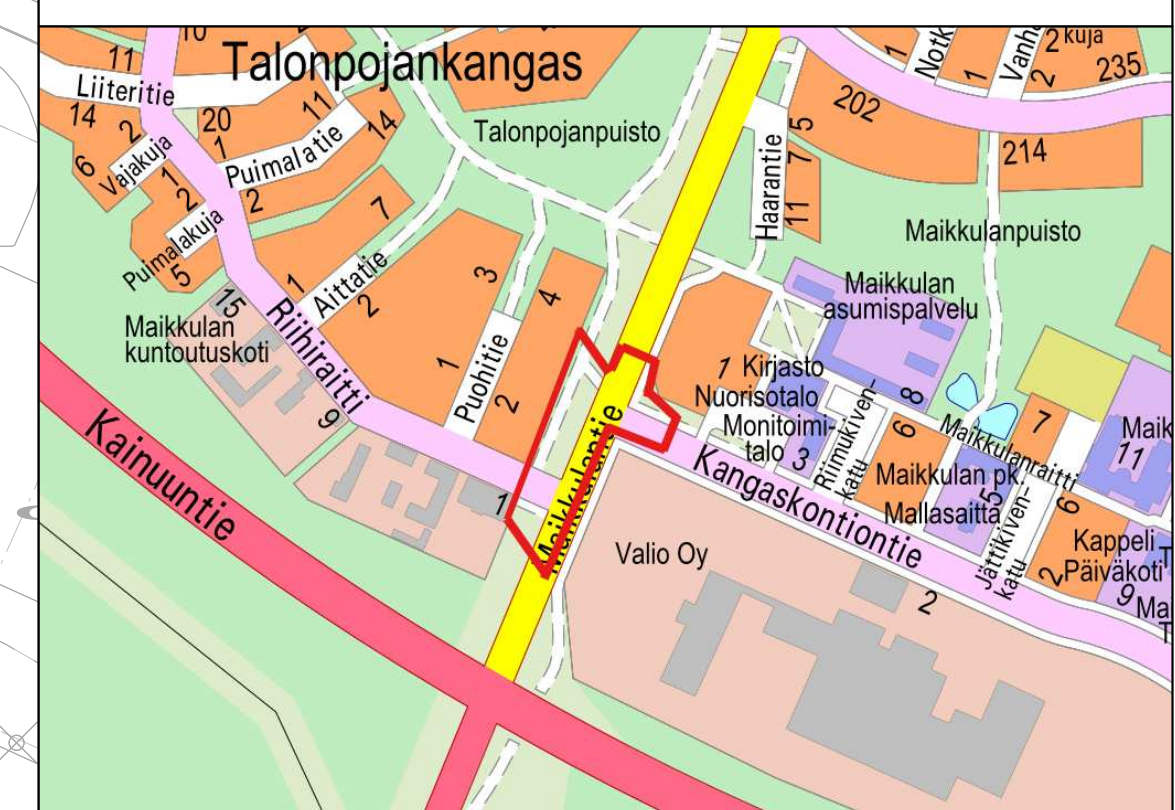 10
11
Talonpojankangas
Liiteritie
14
2
20
11
14
1
Puimalatie
6
Vajakuja
1
2
2
7
Puimalakuja
5
1
Aittatie
2
3
4
15
Riihiraitti
Maikkulan
kuntoutuskoti
9
1
Puohitie
2
1
Kainuuntie
Talonpojanpuisto
Maikkulantie
Haarantie
5
7
11
202
1
1
2
2
kuja
235
214
Maikkulanpuisto
Maikkulan
asumispalvelu
8
1
Kirjasto
Nuorisotalo
Monitoimi-
talo
3
Riimukiven-
katu
6
Maikkulan pk.
Mallasaitta
5
Maikkulanraitti
7
Jättikiven-
katu
6
2
Maik
11
Kappeli
Päiväkoti
9
Ma
Kangaskontiontie
2
Valio Oy